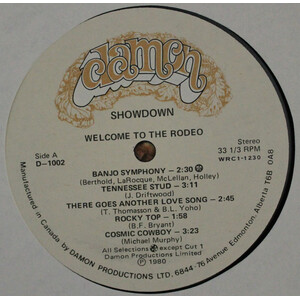 damon
SHOWDOWN
WELCOME TO THE RODEO
Side A
D-1002
Stereo
33 1/3 RPM
WRC1-1230
BANJO SYMPHONY – 2:30
(Berthold, LaRocque, McLellan, Holley)
TENNESSEE STUD – 3:11
(J. Driftwood)
THERE GOES ANOTHER LOVE SONG – 2:45
(T. Thomasson & B.L. Yoho)
ROCKY TOP – 1:58
(B.F. Bryant)
COSMIC COWBOY – 3:23
(Michael Murphy)
All Selections except Cut 1
Damon Productions Limited
℗ 1980
Manufactured in Canada by DAMON PRODUCTIONS LTD. 6844-76 Avenue Edmonton, Alberta T6B 0A8